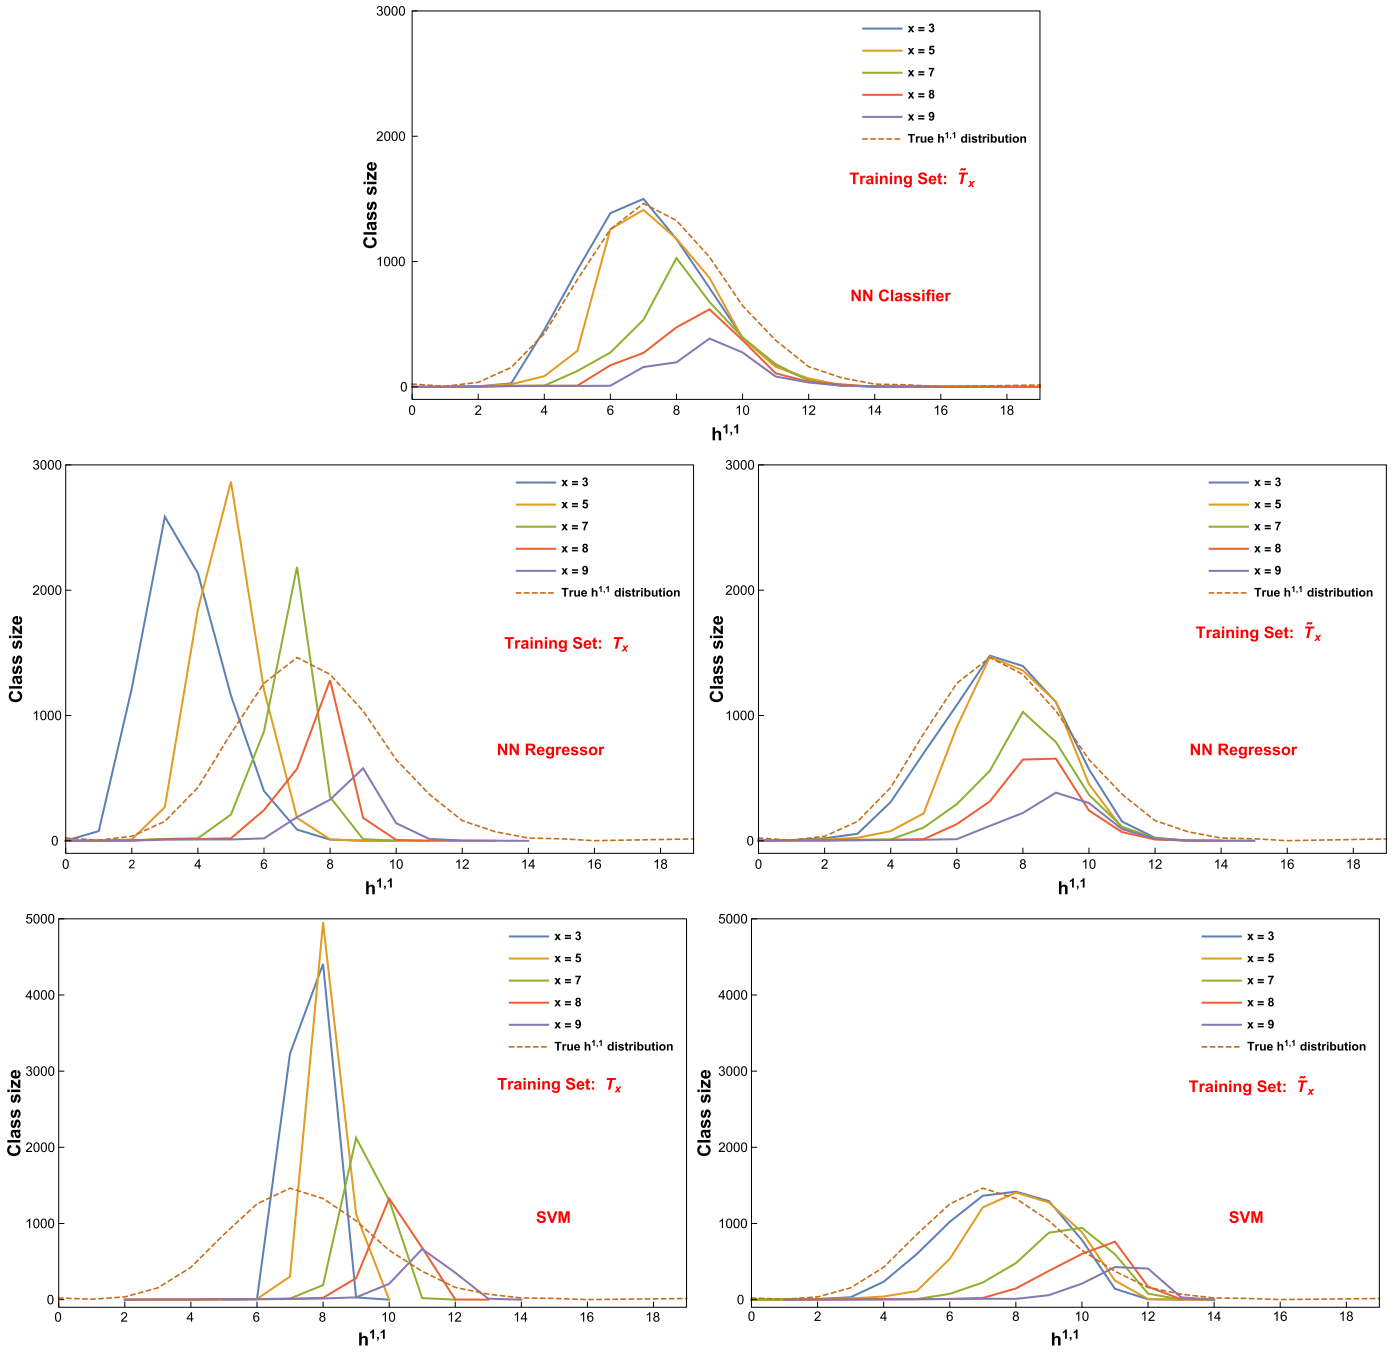 3000
2000
1000
0
Class size
x = 3
x = 5
x = 7
x = 8
x = 9
True h1,1 distribution
Training Set: T̃x
NN Classifier
0 2 4 6 8 10 12 14 16 18
h1,1
3000
2000
1000
0
Class size
x = 3
x = 5
x = 7
x = 8
x = 9
True h1,1 distribution
Training Set: Tx
NN Regressor
0 2 4 6 8 10 12 14 16 18
h1,1
3000
2000
1000
0
Class size
x = 3
x = 5
x = 7
x = 8
x = 9
True h1,1 distribution
Training Set: T̃x
NN Regressor
0 2 4 6 8 10 12 14 16 18
h1,1
5000
4000
3000
2000
1000
0
Class size
x = 3
x = 5
x = 7
x = 8
x = 9
True h1,1 distribution
Training Set: Tx
SVM
0 2 4 6 8 10 12 14 16 18
h1,1
5000
4000
3000
2000
1000
0
Class size
x = 3
x = 5
x = 7
x = 8
x = 9
True h1,1 distribution
Training Set: T̃x
SVM
0 2 4 6 8 10 12 14 16 18
h1,1